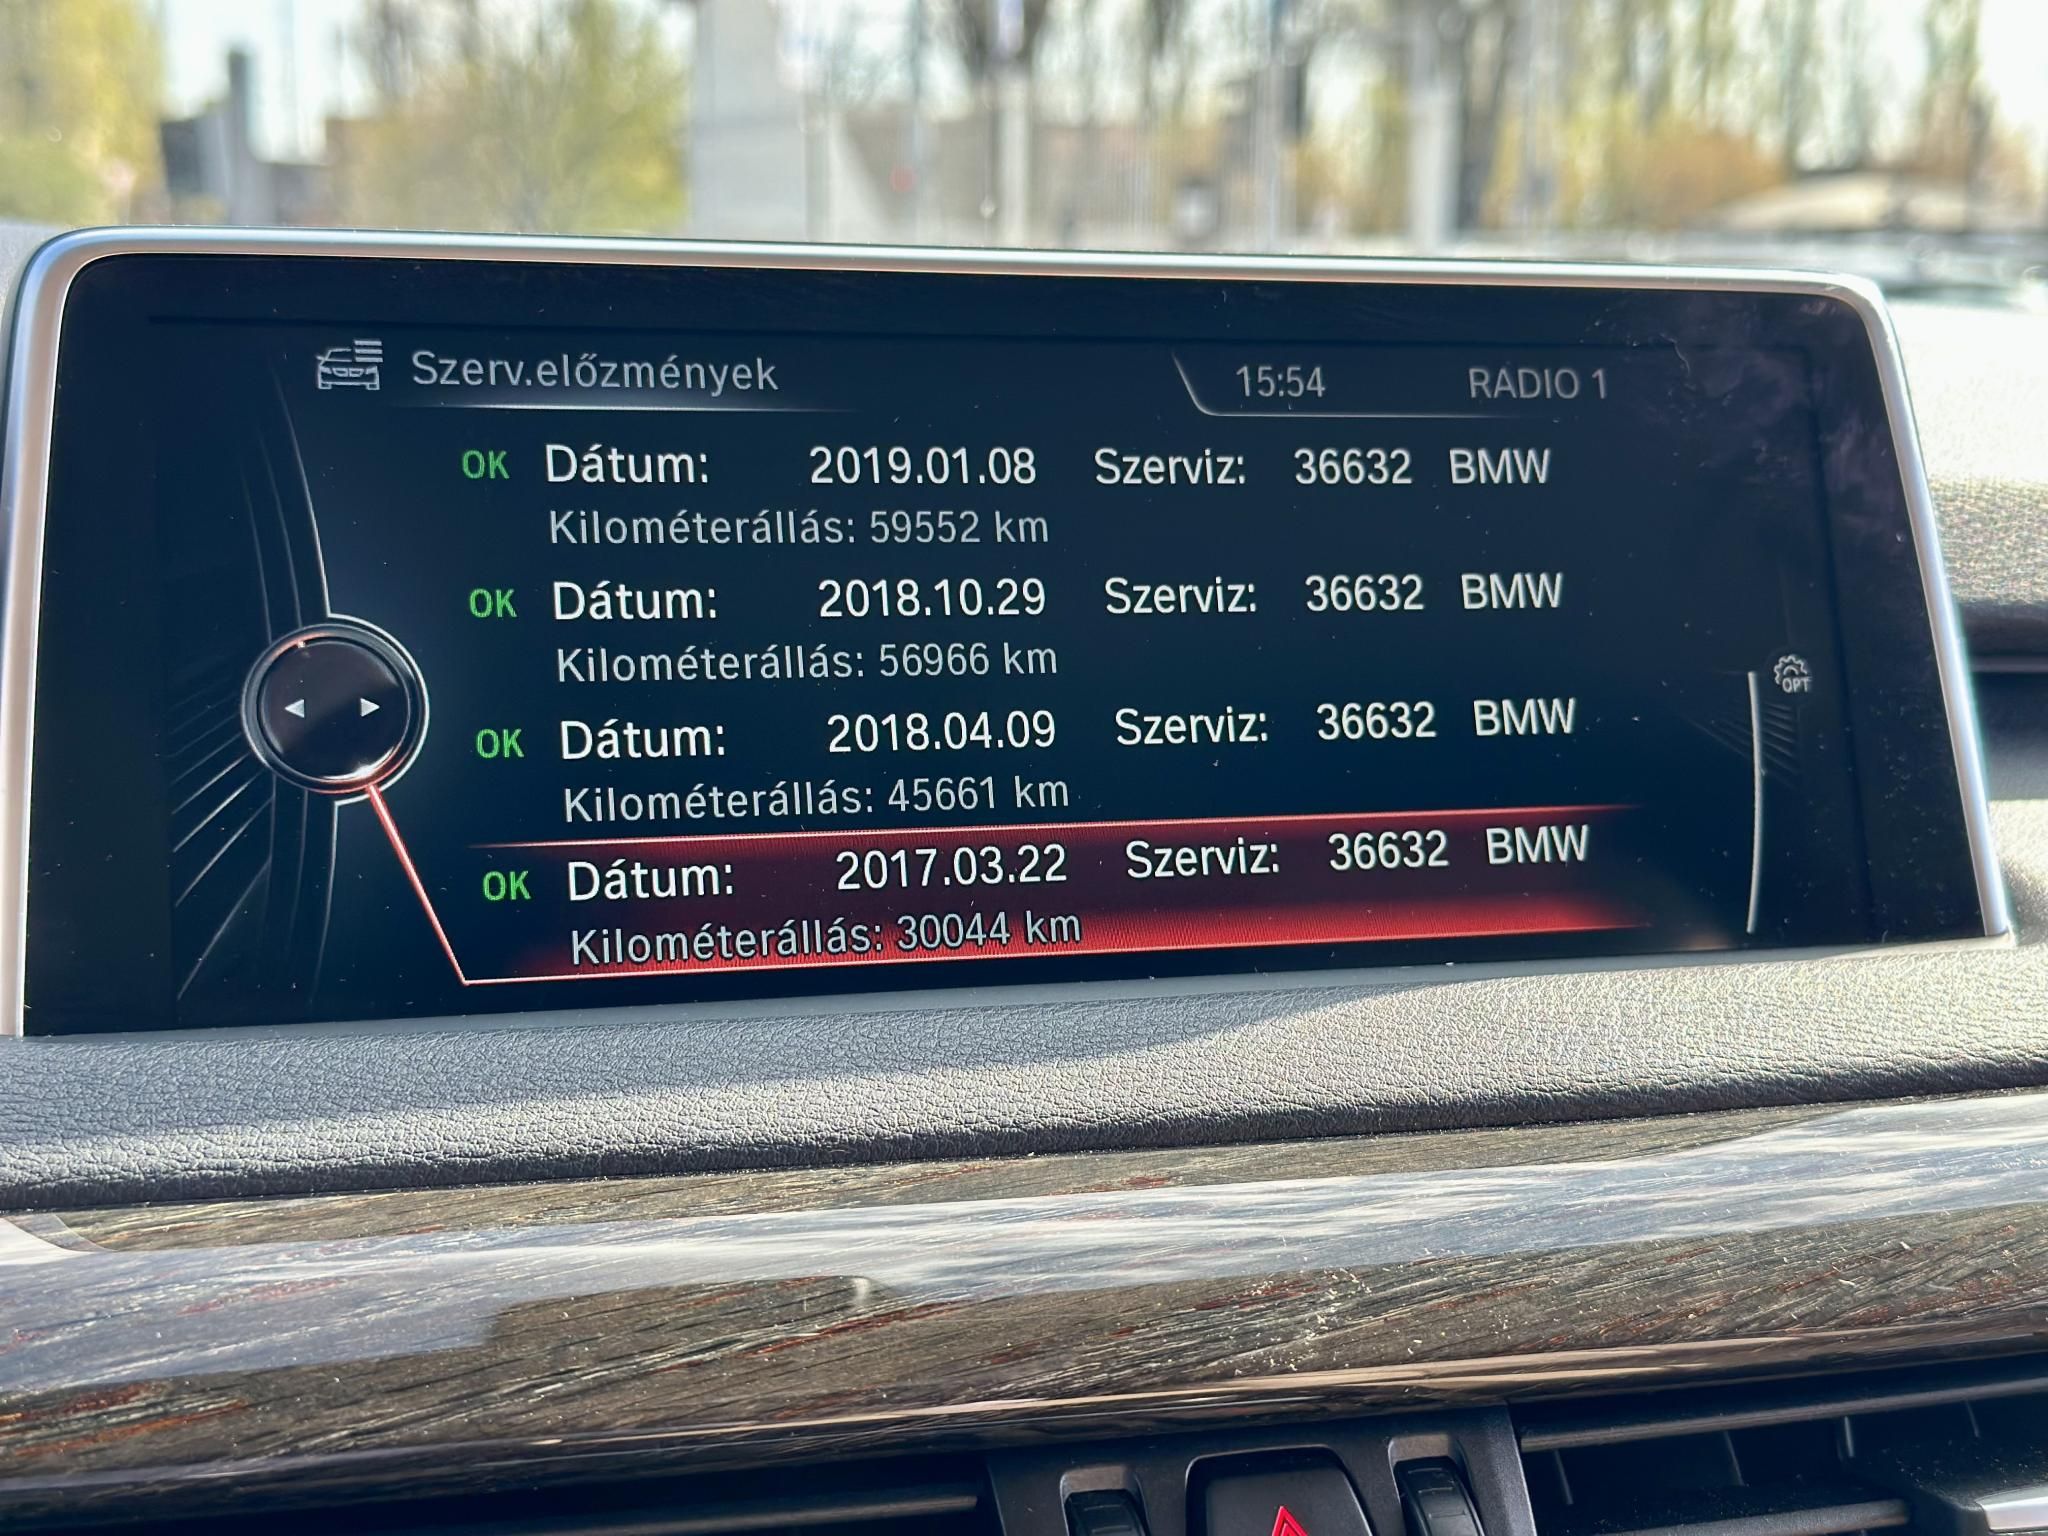 Szerv.előzmények 15:54 RADIO 1
OK Dátum: 2019.01.08 Szerviz: 36632 BMW
Kilométerállás: 59552 km
OK Dátum: 2018.10.29 Szerviz: 36632 BMW
Kilométerállás: 56966 km
OPT
OK Dátum: 2018.04.09 Szerviz: 36632 BMW
Kilométerállás: 45661 km
OK Dátum: 2017.03.22 Szerviz: 36632 BMW
Kilométerállás: 30044 km